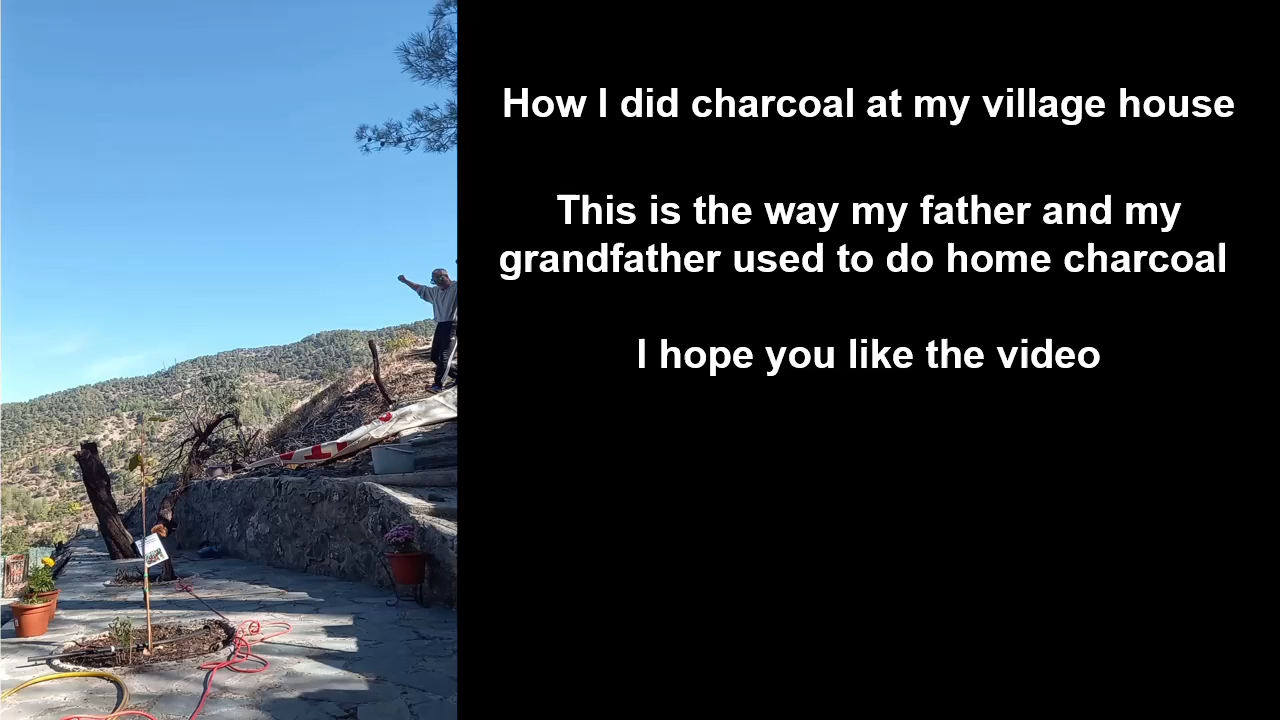 How I did charcoal at my village house
This is the way my father and my
grandfather used to do home charcoal
I hope you like the video